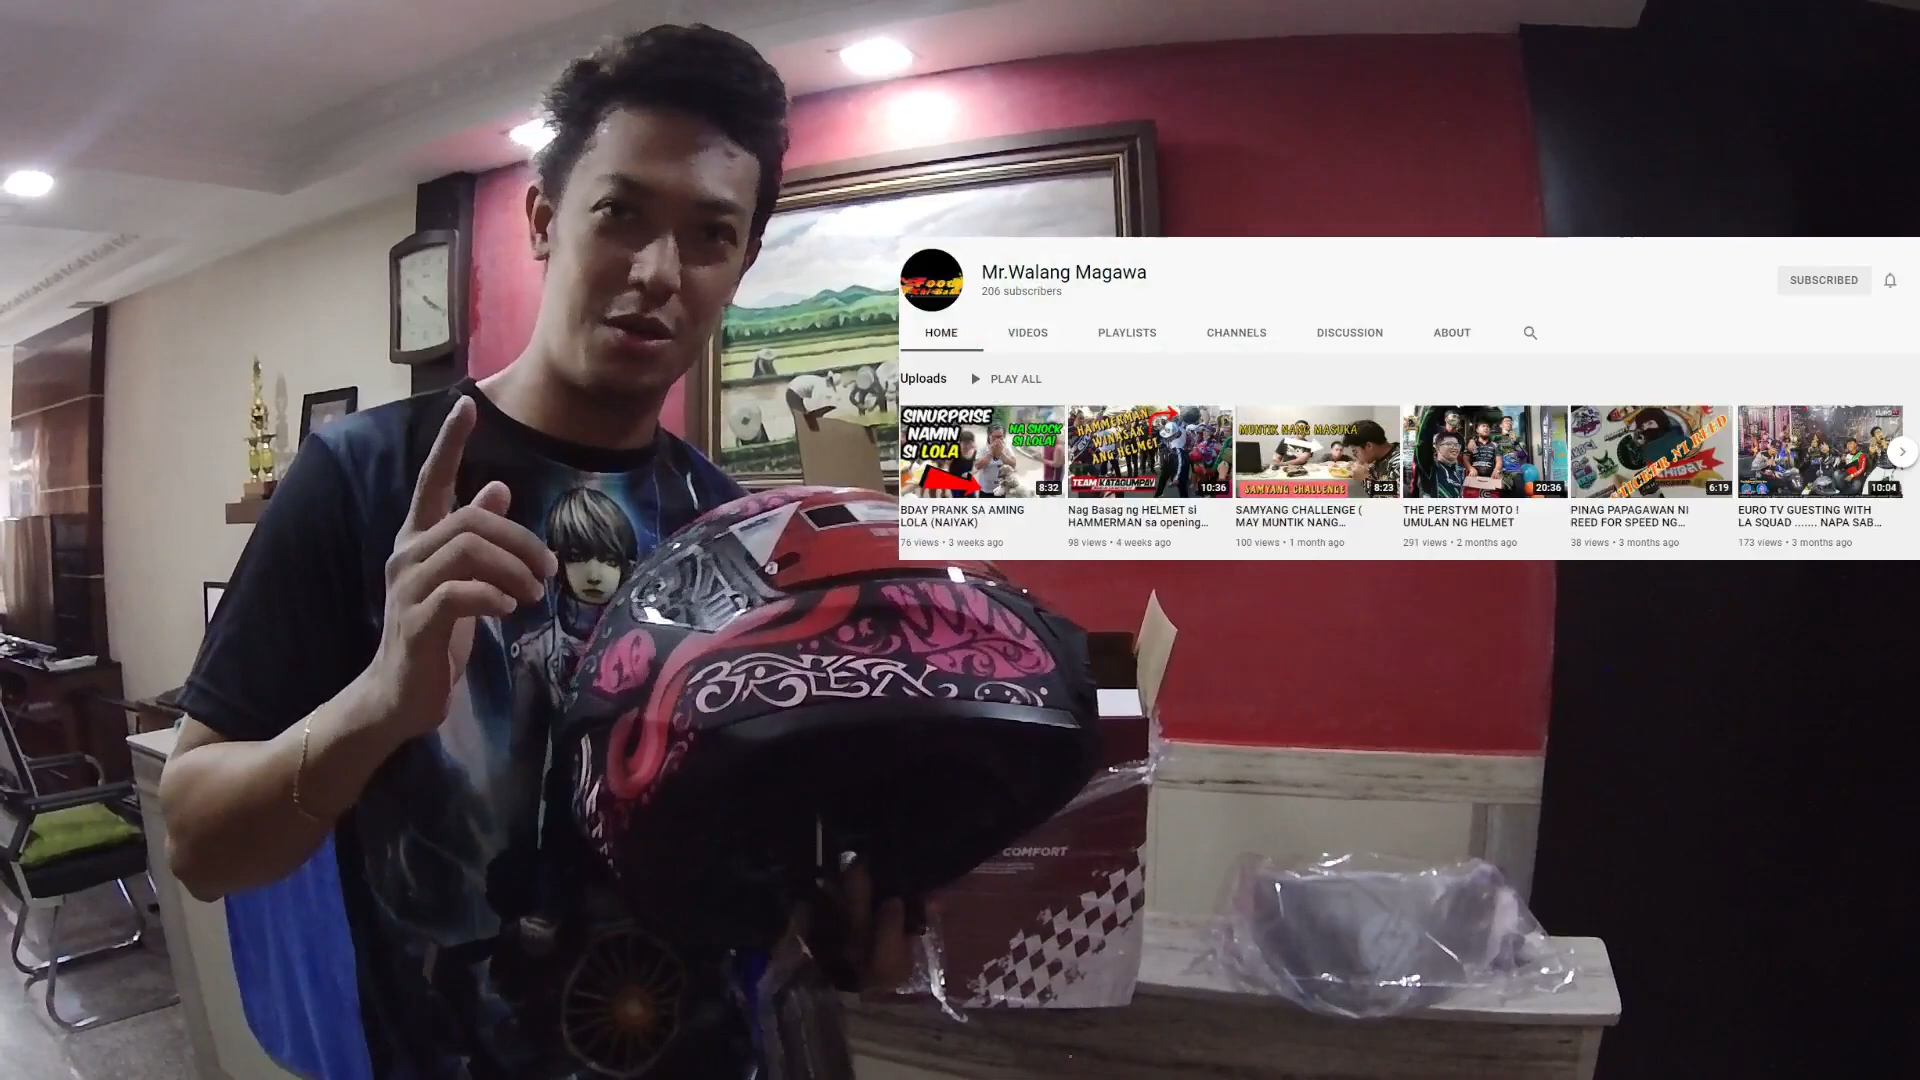 Mr.Walang Magawa
206 subscribers
SUBSCRIBED
HOME
VIDEOS
PLAYLISTS
CHANNELS
DISCUSSION
ABOUT
Uploads
PLAY ALL
SINURPRISE
NAMIN
SI LOLA
NA SHOCK
SI LOLA!
8:32
BDAY PRANK SA AMING
LOLA (NAIYAK)
76 views • 3 weeks ago
HAMMERMAN
WINASAK
ANG HELMET
TEAM KATAGUMPAY
10:36
Nag Basag ng HELMET si
HAMMERMAN sa opening...
98 views • 4 weeks ago
MUNTIK NANG MASUKA
SAMYANG CHALLENGE
8:23
SAMYANG CHALLENGE (
MAY MUNTIK NANG...
100 views • 1 month ago
20:36
THE PERSTYM MOTO !
UMULAN NG HELMET
291 views • 2 months ago
6:19
PINAG PAPAGAWAN NI
REED FOR SPEED NG...
38 views • 3 months ago
10:04
EURO TV GUESTING WITH
LA SQUAD ....... NAPA SAB...
173 views • 3 months ago
COMFORT